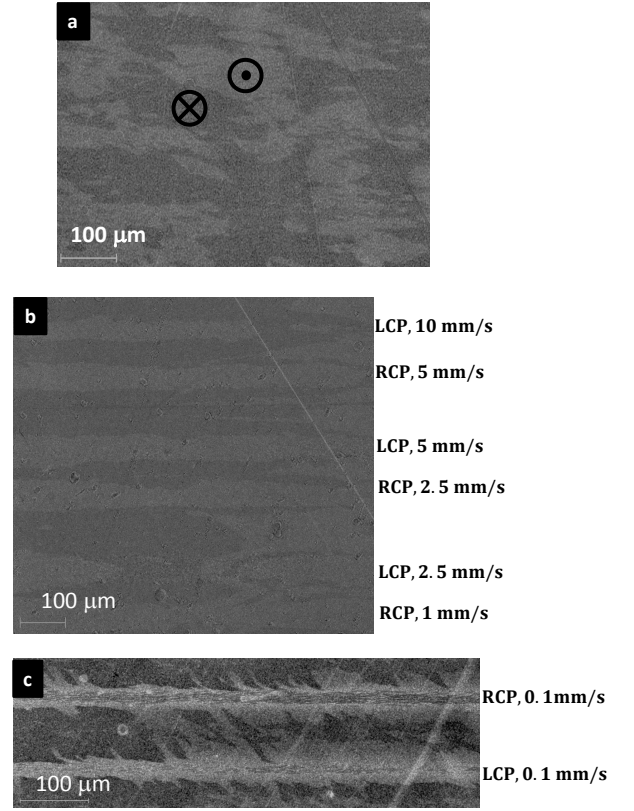 a
100 μm
b
LCP, 10 mm/s
RCP, 5 mm/s
LCP, 5 mm/s
RCP, 2. 5 mm/s
LCP, 2. 5 mm/s
RCP, 1 mm/s
100 μm
c
RCP, 0. 1mm/s
LCP, 0. 1 mm/s
100 μm